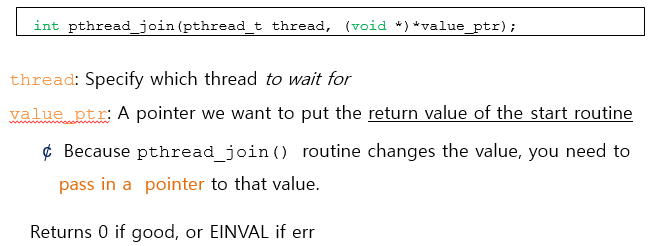 int pthread_join(pthread_t thread, (void *)*value_ptr);
thread: Specify which thread to wait for
value_ptr: A pointer we want to put the return value of the start routine
¢ Because pthread_join() routine changes the value, you need to
pass in a pointer to that value.
Returns 0 if good, or EINVAL if err